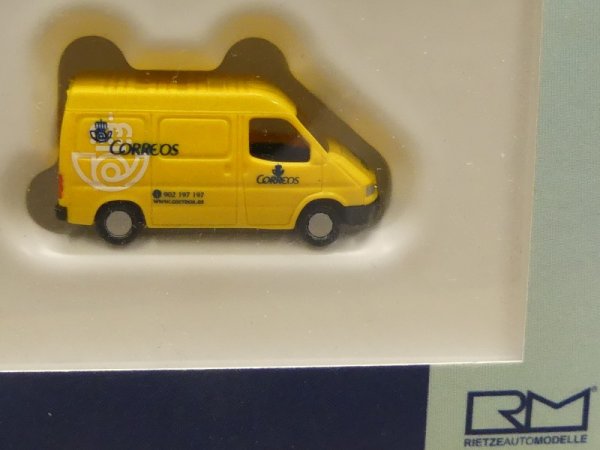 CORREOS
CORREOS
902 197 197
WWW.CORREOS.ES
RM®
RIETZEAUTOMODELLE